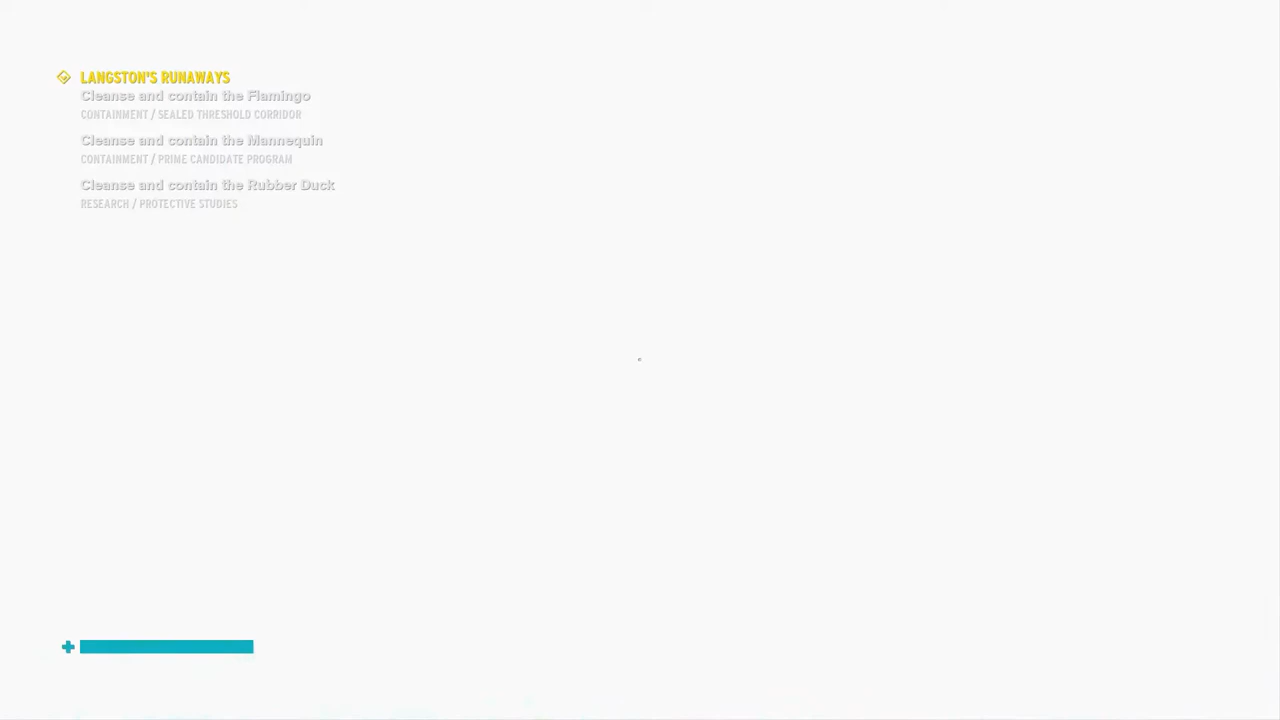 LANGSTON'S RUNAWAYS
Cleanse and contain the Flamingo
CONTAINMENT / SEALED THRESHOLD CORRIDOR
Cleanse and contain the Mannequin
CONTAINMENT / PRIME CANDIDATE PROGRAM
Cleanse and contain the Rubber Duck
RESEARCH / PROTECTIVE STUDIES